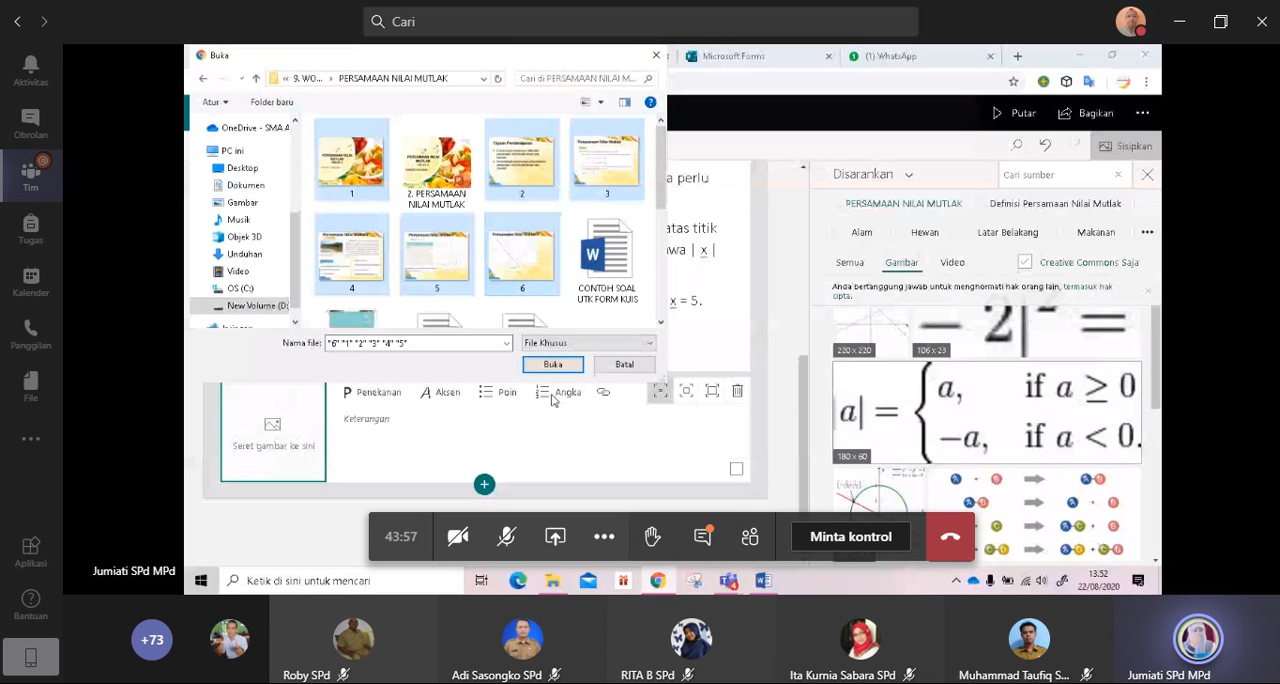 Cari
Aktivitas
Obrolan
Tim
Tugas
Kalender
Panggilan
File
Aplikasi
Bantuan
Buka
Microsoft Forms
(1) WhatsApp
« 9. WO... › PERSAMAAN NILAI MUTLAK
Cari di PERSAMAAN NILAI M...
Atur
Folder baru
Putar
Bagikan
Sisipkan
OneDrive - SMA A
PC ini
Desktop
Dokumen
Gambar
Musik
Objek 3D
Unduhan
Video
OS (C:)
New Volume (D:
1
2. PERSAMAAN NILAI MUTLAK
2
3
4
5
6
CONTOH SOAL UTK FORM KUIS
Nama file:
"6" "1" "2" "3" "4" "5"
File Khusus
Buka
Batal
a perlu
atas titik
wa | x |
x = 5.
Disarankan
Cari sumber
PERSAMAAN NILAI MUTLAK
Definisi Persamaan Nilai Mutlak
Alam
Hewan
Latar Belakang
Makanan
Semua
Gambar
Video
Creative Commons Saja
Anda bertanggung jawab untuk menghormati hak orang lain, termasuk hak
cipta.
220 x 220
106 x 23
|a| = { a, if a ≥ 0
-a, if a < 0.
180 x 60
Penekanan
Aksen
Poin
Angka
Seret gambar ke sini
Keterangan
43:57
Minta kontrol
Jumiati SPd MPd
Ketik di sini untuk mencari
13.52
22/08/2020
+73
Roby SPd
Adi Sasongko SPd
RITA B SPd
Ita Kurnia Sabara SPd
Muhammad Taufiq S...
Jumiati SPd MPd